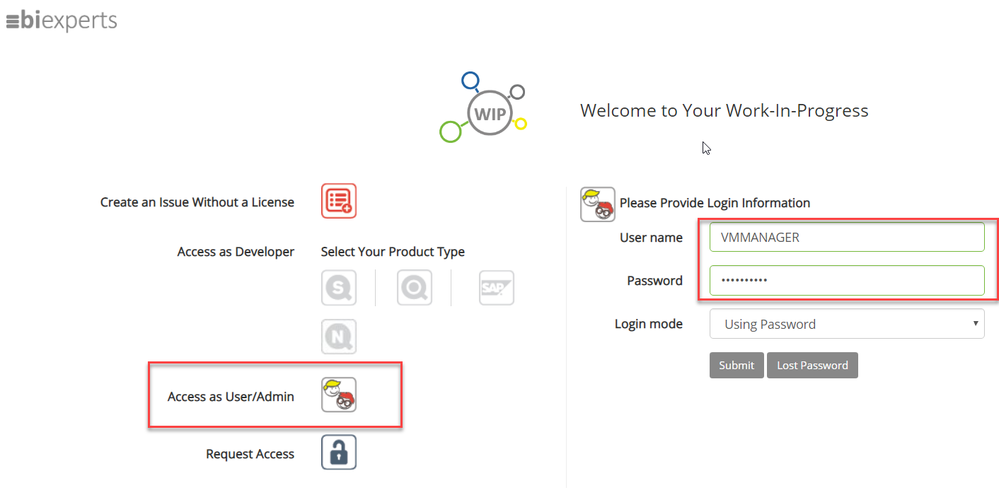 biexperts
WIP
Welcome to Your Work-In-Progress
Create an Issue Without a License
Access as Developer
Select Your Product Type
S
Q
SAP
N
Access as User/Admin
Request Access
Please Provide Login Information
User name
VMMANAGER
Password
••••••••••
Login mode
Using Password
Submit
Lost Password